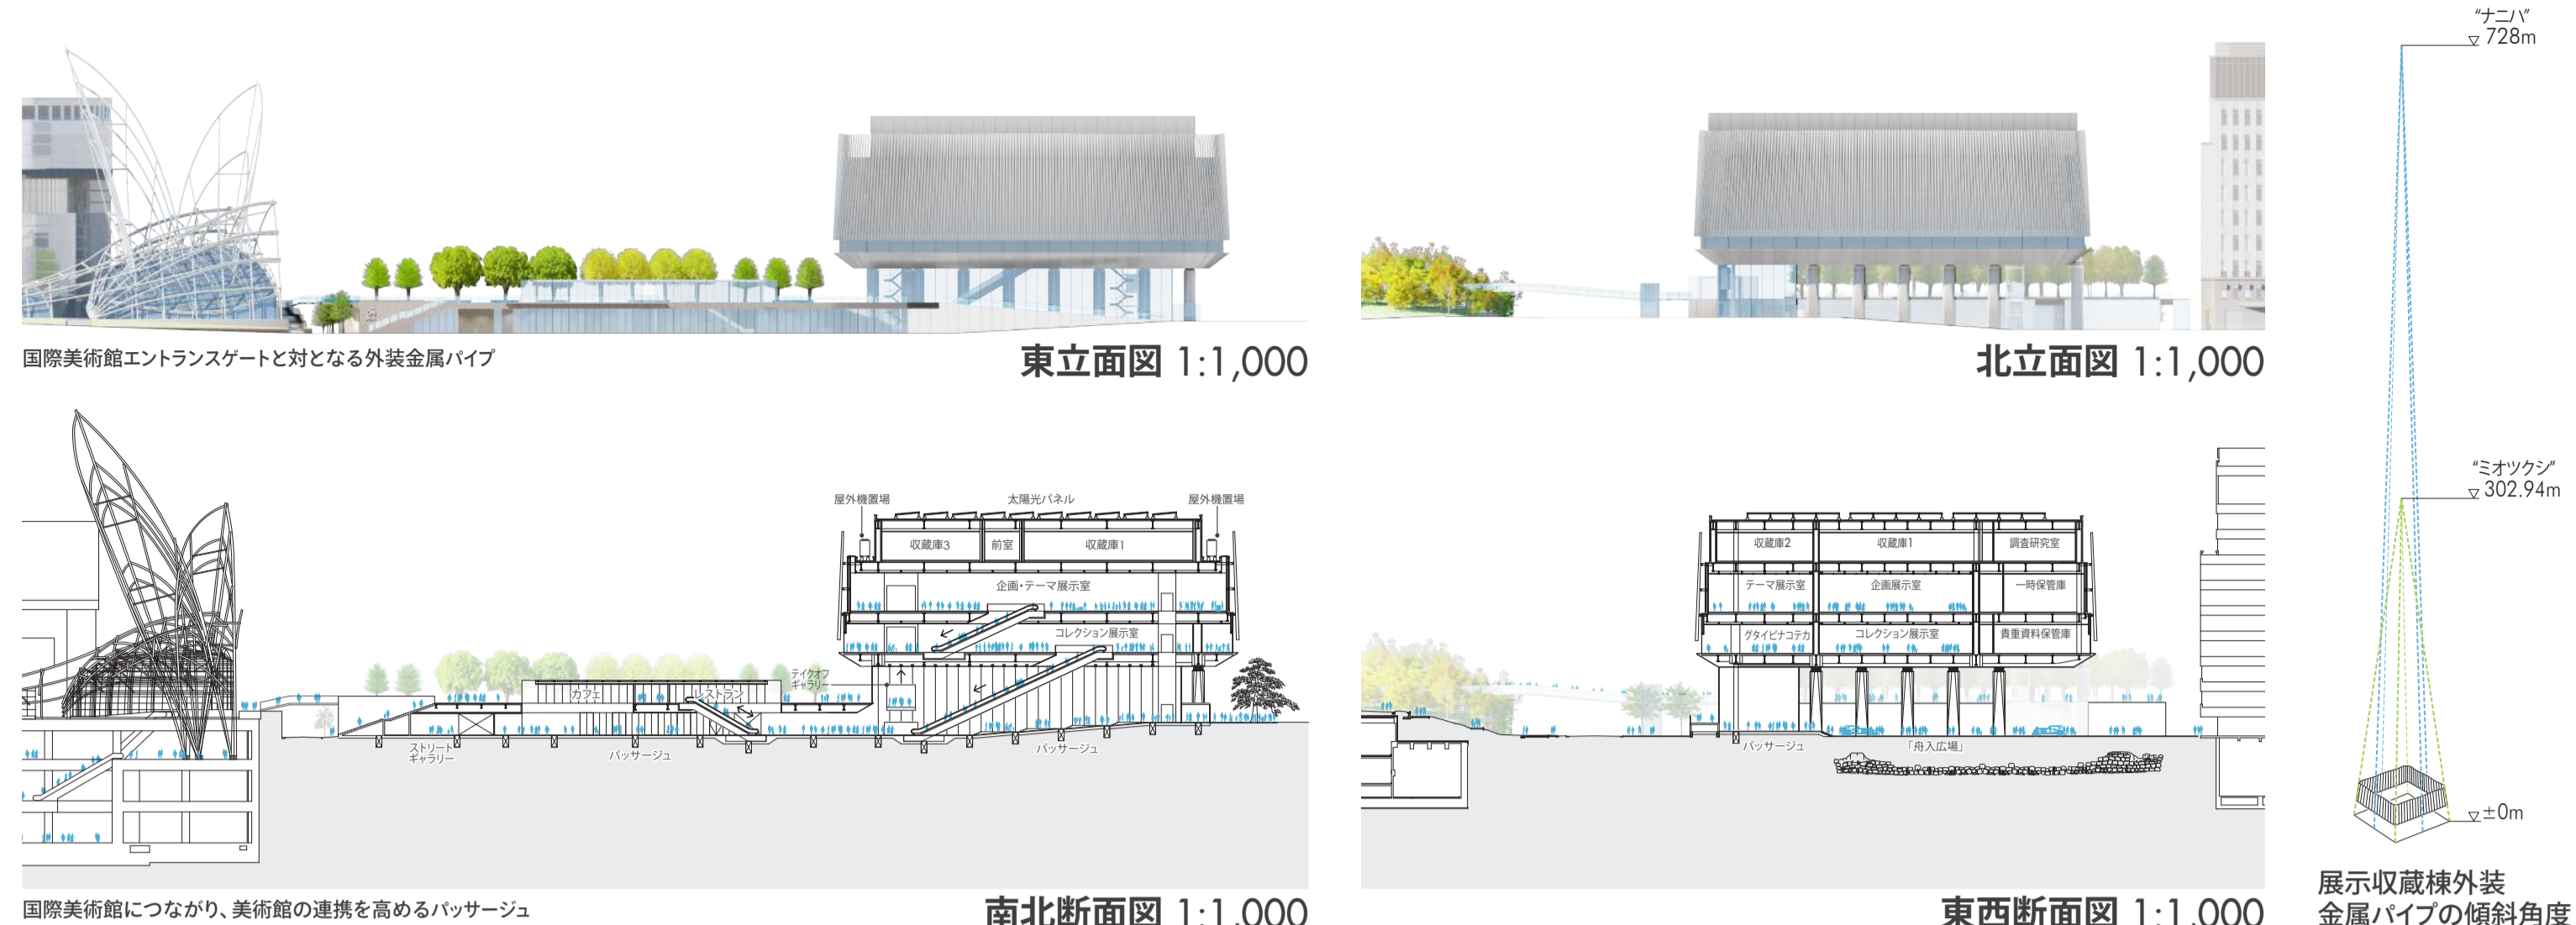 国際美術館エントランスゲートと対となる外装金属パイプ
東立面図 1:1,000
北立面図 1:1,000
屋外機置場
太陽光パネル
屋外機置場
収蔵庫3
前室
収蔵庫1
企画・テーマ展示室
コレクション展示室
テイクオフ
ギャラリー
カフェ
レストラン
ストリート
ギャラリー
パッサージュ
パッサージュ
国際美術館につながり、美術館の連携を高めるパッサージュ
南北断面図 1:1,000
収蔵庫2
収蔵庫1
調査研究室
テーマ展示室
企画展示室
一時保管庫
グタイピナコテカ
コレクション展示室
貴重資料保管庫
パッサージュ
「舟入広場」
東西断面図 1:1,000
“ナニハ”
▽ 728m
“ミオツクシ”
▽ 302.94m
▽±0m
展示収蔵棟外装
金属パイプの傾斜角度